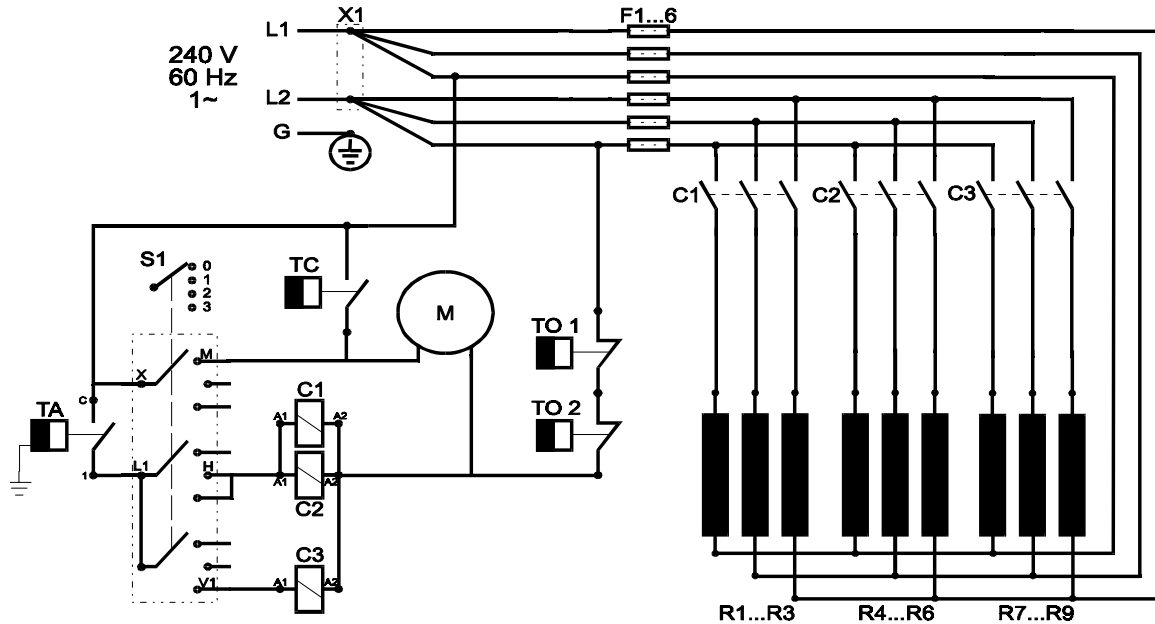 X1
F1...6
L1
240 V
60 Hz
1~
L2
G
C1
C2
C3
S1
0
1
2
3
TC
M
TO 1
M
X
C
TA
C1
A1
A2
TO 2
L1
H
1
A1
A2
C2
C3
V1
A1
A2
R1...R3
R4...R6
R7...R9